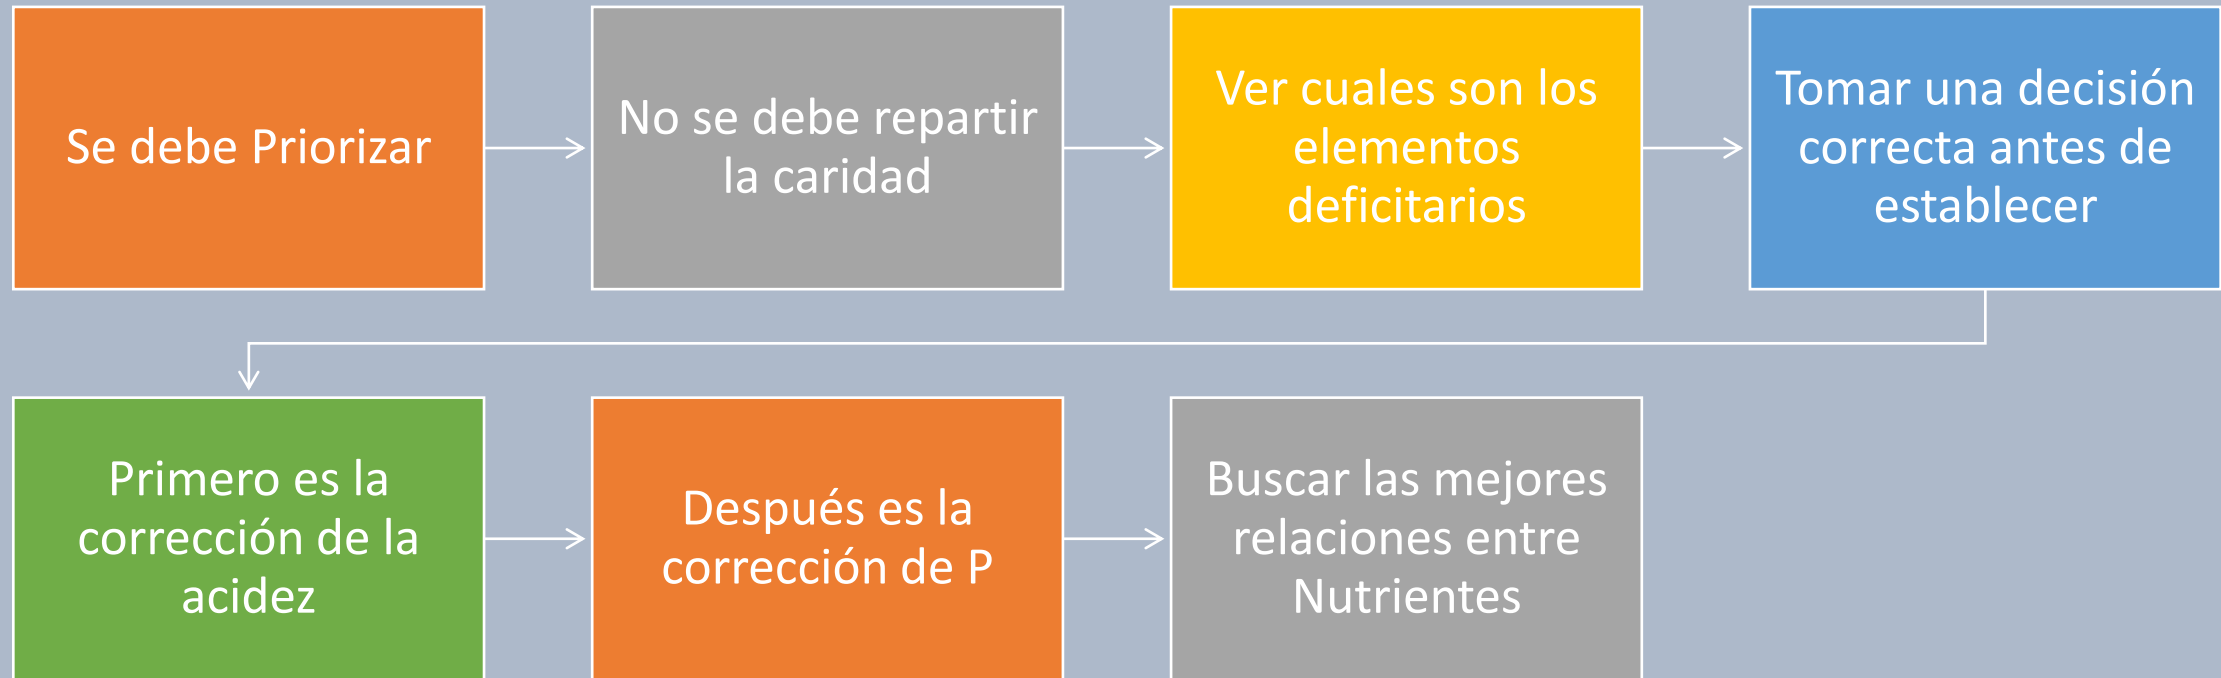 Se debe Priorizar
No se debe repartir
la caridad
Ver cuales son los
elementos
deficitarios
Tomar una decisión
correcta antes de
establecer
Primero es la
corrección de la
acidez
Después es la
corrección de P
Buscar las mejores
relaciones entre
Nutrientes